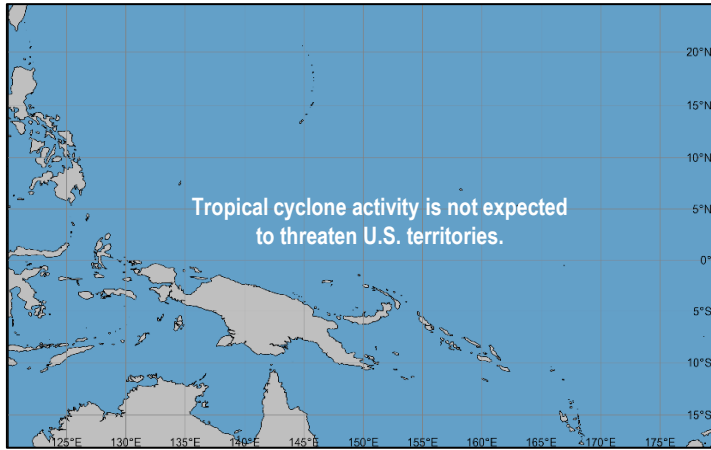 20°N
15°N
10°N
Tropical cyclone activity is not expected
5°N
to threaten U.S. territories.
0°
5°S
10°S
15°S
125°E 130°E 135°E 140°E 145°E 150°E 155°E 160°E 165°E 170°E 175°E